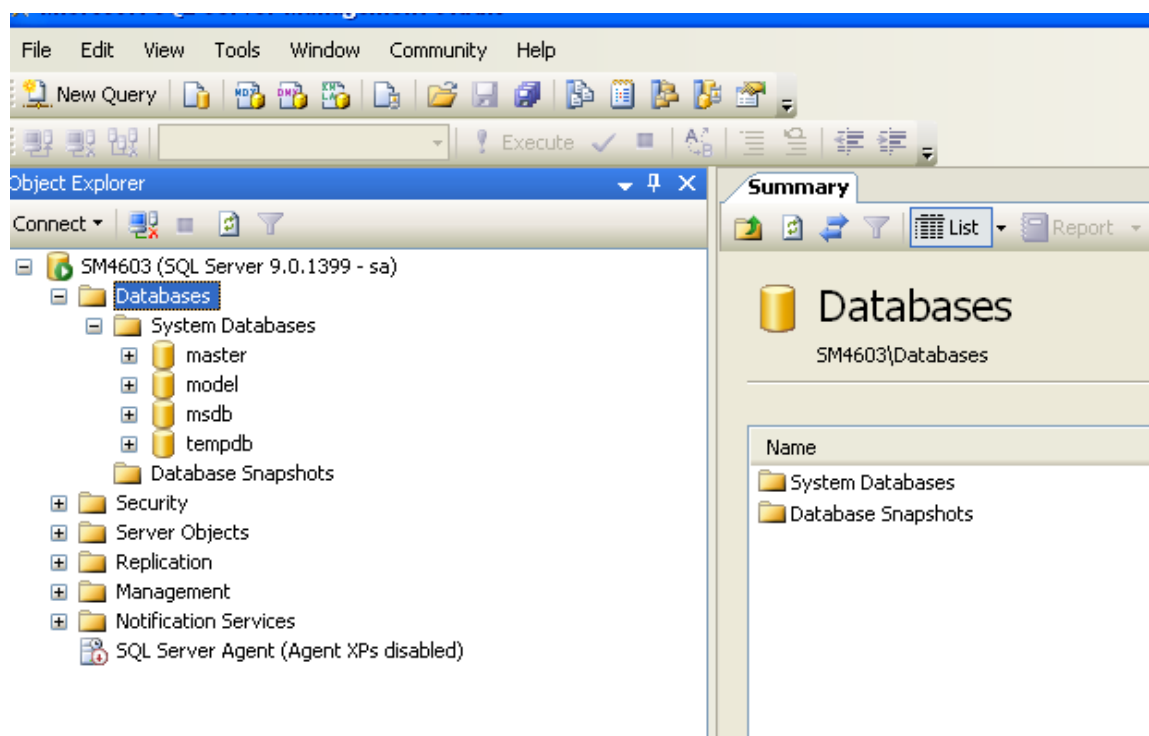 File Edit View Tools Window Community Help
New Query
Execute
Object Explorer
Connect
SM4603 (SQL Server 9.0.1399 - sa)
Databases
System Databases
master
model
msdb
tempdb
Database Snapshots
Security
Server Objects
Replication
Management
Notification Services
SQL Server Agent (Agent XPs disabled)
Summary
List Report
Databases
SM4603\Databases
Name
System Databases
Database Snapshots